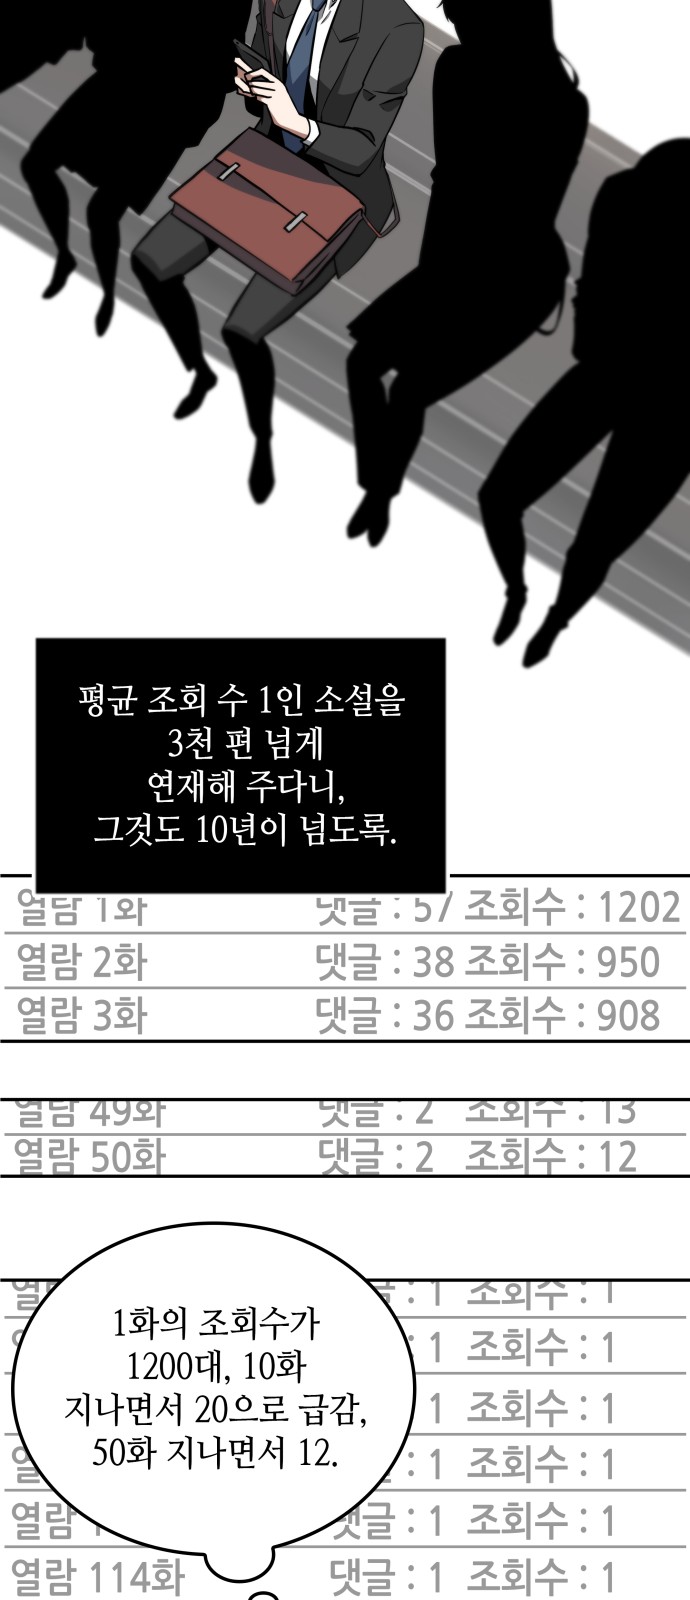 평균 조회 수 1인 소설을
3천 편 넘게
연재해 주다니,
그것도 10년이 넘도록.
열람 1화 댓글 : 57 조회수 : 1202
열람 2화 댓글 : 38 조회수 : 950
열람 3화 댓글 : 36 조회수 : 908
열람 49화 댓글 : 2 조회수 : 13
열람 50화 댓글 : 2 조회수 : 12
: 1 조회수 : 1
1화의 조회수가
1200대, 10화
지나면서 20으로 급감,
50화 지나면서 12.
: 1 조회수 : 1
1 조회수 : 1
: 1 조회수 : 1
열람 댓글 : 1 조회수 : 1
열람 114화 댓글 : 1 조회수 : 1